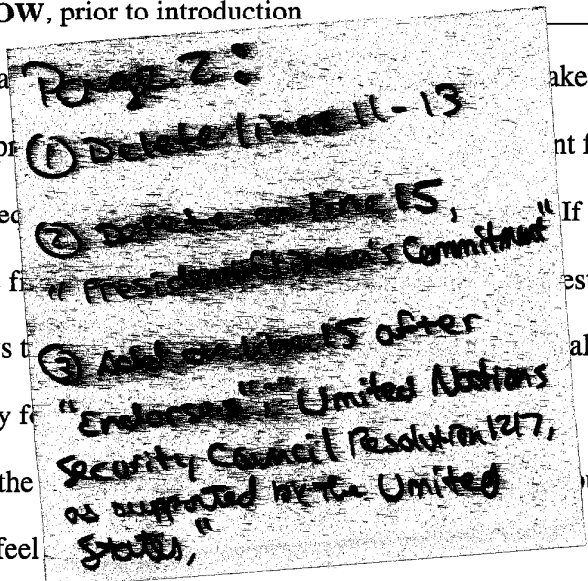 OW, prior to introduction
Page 2:
① Delete lines 11-13
② Delete on line 15,
" Commitment"
③ Add on line 15 after
"Endorses" "United Nations
Security Council Resolution 1217,
as supported by the United
States,"
ake
nt f
If
est
al
s t
y fo
the
feel